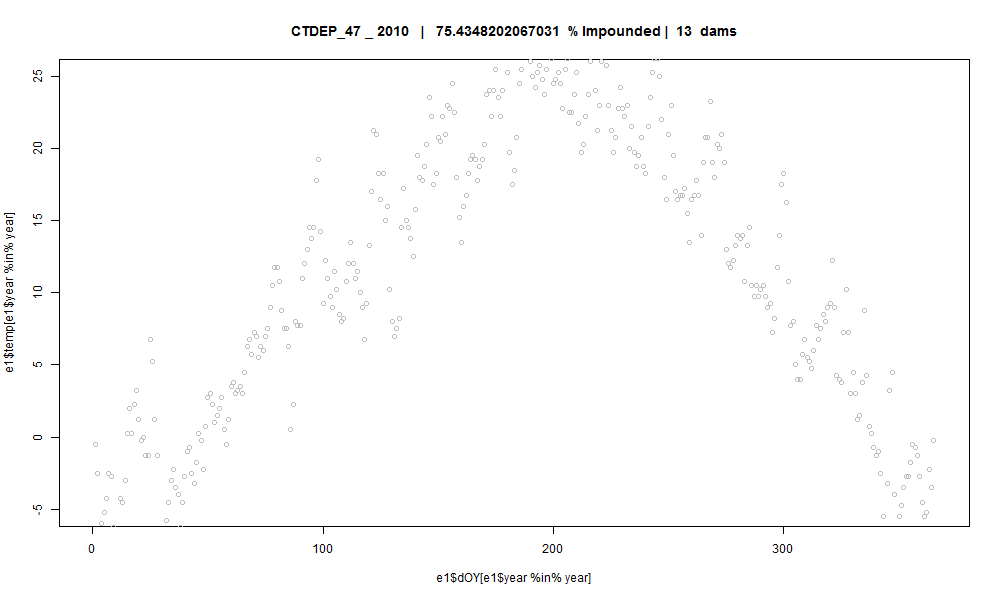 CTDEP_47 _ 2010 | 75.4348202067031 % Impounded | 13 dams
e1$temp[e1$year %in% year]
25
20
15
10
5
0
-5
0 100 200 300
e1$dOY[e1$year %in% year]